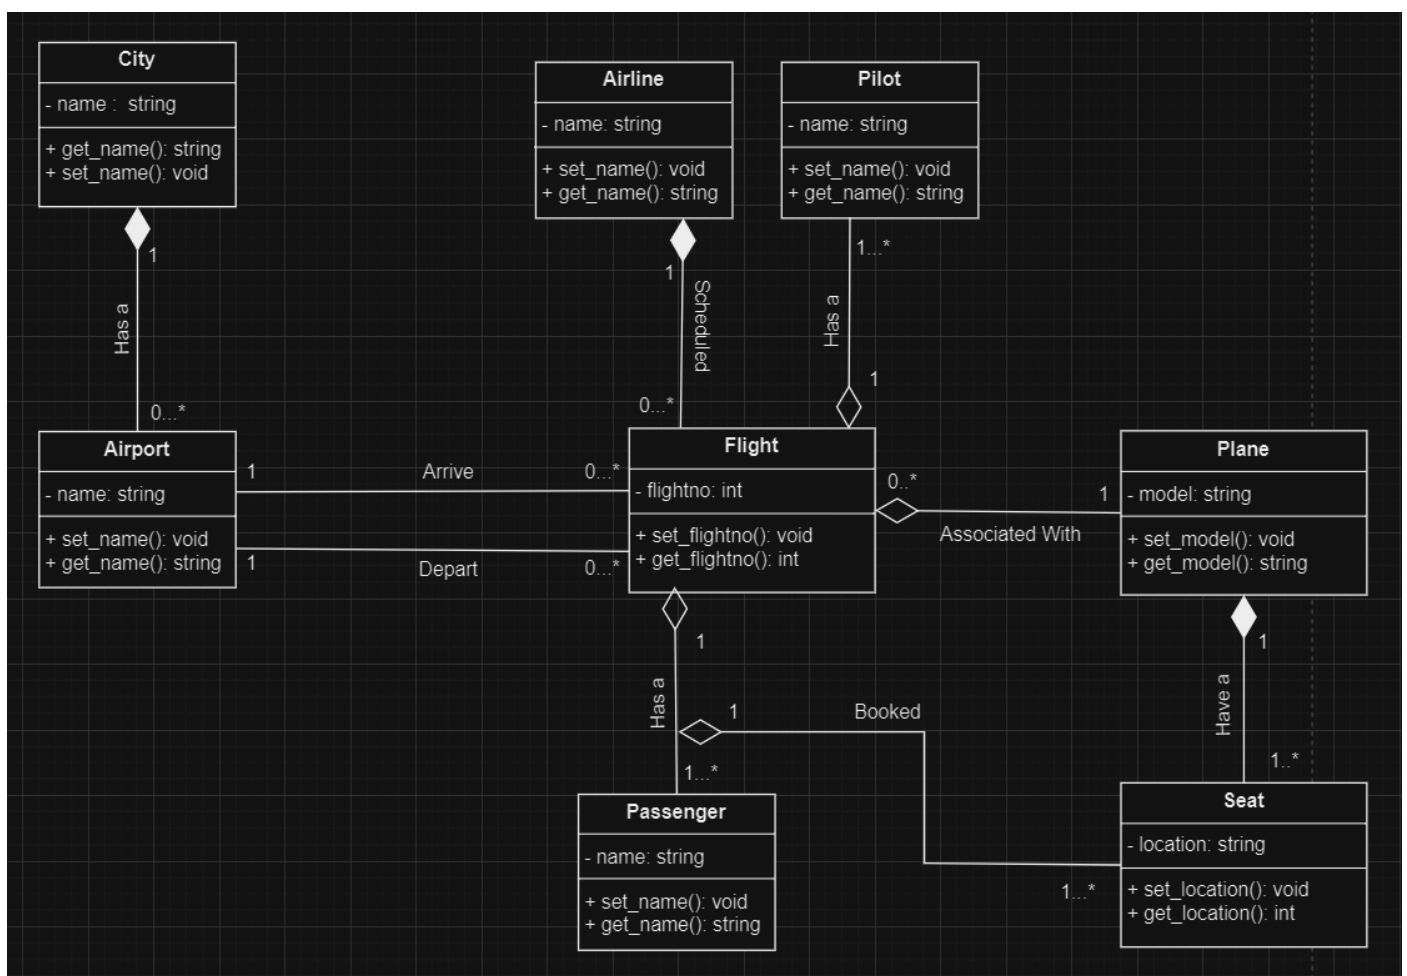 City
- name :  string
+ get_name(): string
+ set_name(): void
1
Has a
0...*
Airline
- name: string
+ set_name(): void
+ get_name(): string
1
Scheduled
0...*
Pilot
- name: string
+ set_name(): void
+ get_name(): string
1...*
Has a
1
Airport
- name: string
+ set_name(): void
+ get_name(): string
1
Arrive
0...*
1
Depart
0...*
Flight
- flightno: int
+ set_flightno(): void
+ get_flightno(): int
0..*
1
Associated With
Plane
- model: string
+ set_model(): void
+ get_model(): string
1
Has a
1...*
1
Booked
1...*
1
Have a
1..*
Passenger
- name: string
+ set_name(): void
+ get_name(): string
Seat
- location: string
+ set_location(): void
+ get_location(): int